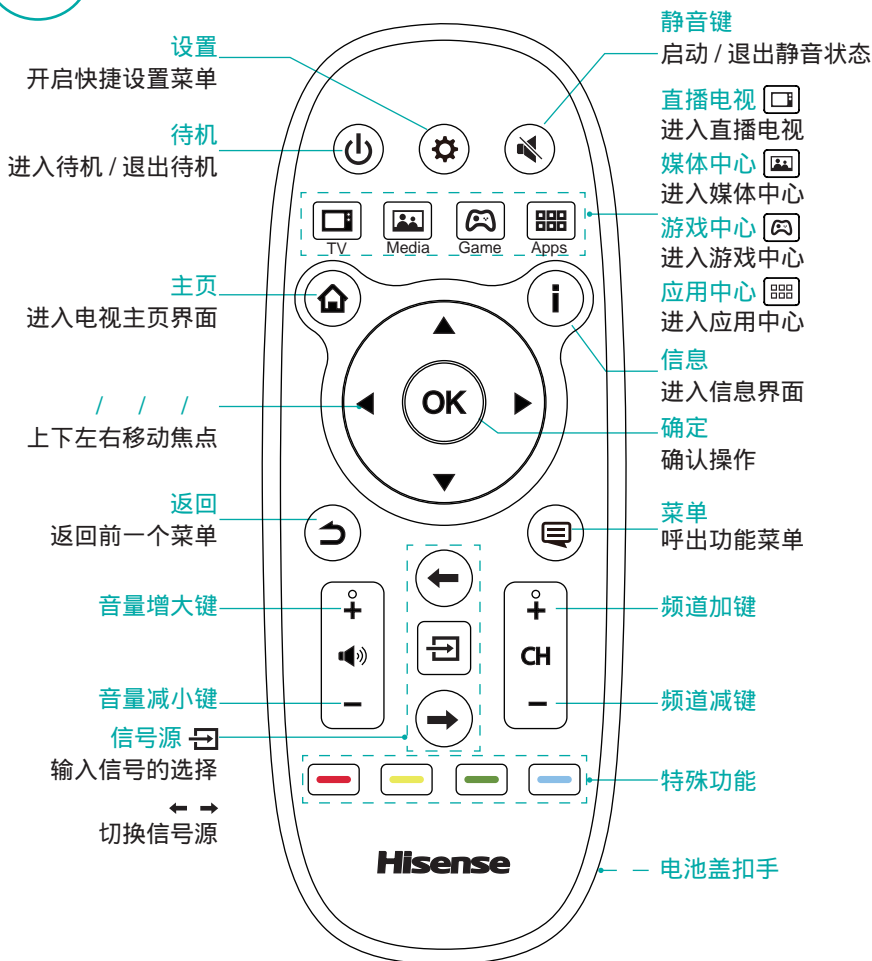 设置
开启快捷设置菜单
待机
进入待机 / 退出待机
主页
进入电视主页界面
/ / /
上下左右移动焦点
返回
返回前一个菜单
音量增大键
音量减小键
信号源
输入信号的选择
切换信号源
TV Media Game Apps
OK
CH
Hisense
静音键
启动 / 退出静音状态
直播电视
进入直播电视
媒体中心
进入媒体中心
游戏中心
进入游戏中心
应用中心
进入应用中心
信息
进入信息界面
确定
确认操作
菜单
呼出功能菜单
频道加键
频道减键
特殊功能
电池盖扣手